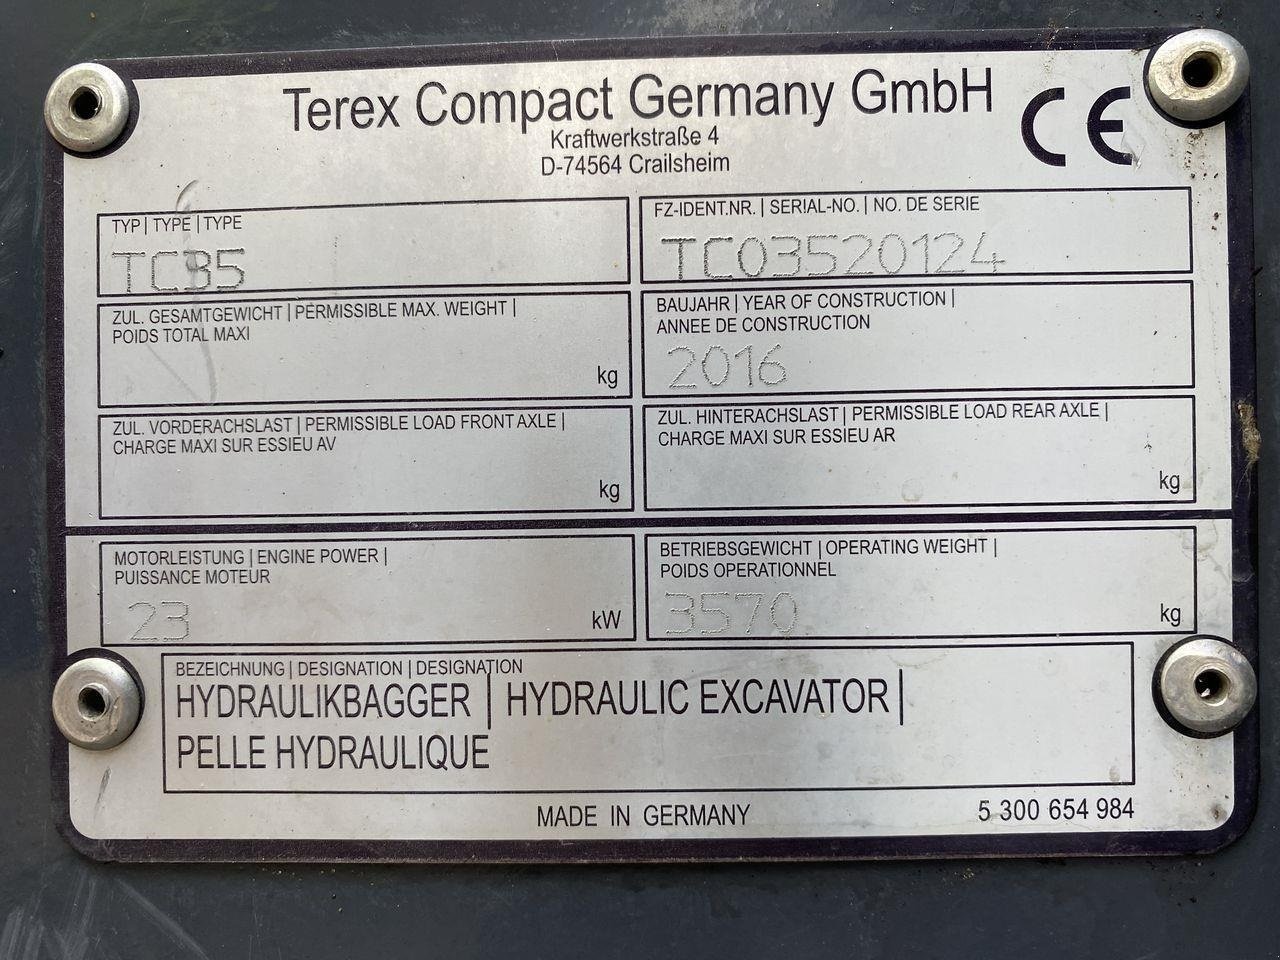 Terex Compact Germany GmbH
Kraftwerkstraße 4
D-74564 Crailsheim
CE
TYP | TYPE | TYPE
TC35
FZ-IDENT.NR. | SERIAL-NO. | NO. DE SERIE
TC03520124
ZUL. GESAMTGEWICHT | PERMISSIBLE MAX. WEIGHT |
POIDS TOTAL MAXI
kg
BAUJAHR | YEAR OF CONSTRUCTION |
ANNEE DE CONSTRUCTION
2016
ZUL. VORDERACHSLAST | PERMISSIBLE LOAD FRONT AXLE |
CHARGE MAXI SUR ESSIEU AV
kg
ZUL. HINTERACHSLAST | PERMISSIBLE LOAD REAR AXLE |
CHARGE MAXI SUR ESSIEU AR
kg
MOTORLEISTUNG | ENGINE POWER |
PUISSANCE MOTEUR
23 kW
BETRIEBSGEWICHT | OPERATING WEIGHT |
POIDS OPERATIONNEL
3570 kg
BEZEICHNUNG | DESIGNATION | DESIGNATION
HYDRAULIKBAGGER | HYDRAULIC EXCAVATOR |
PELLE HYDRAULIQUE
MADE IN GERMANY
5 300 654 984